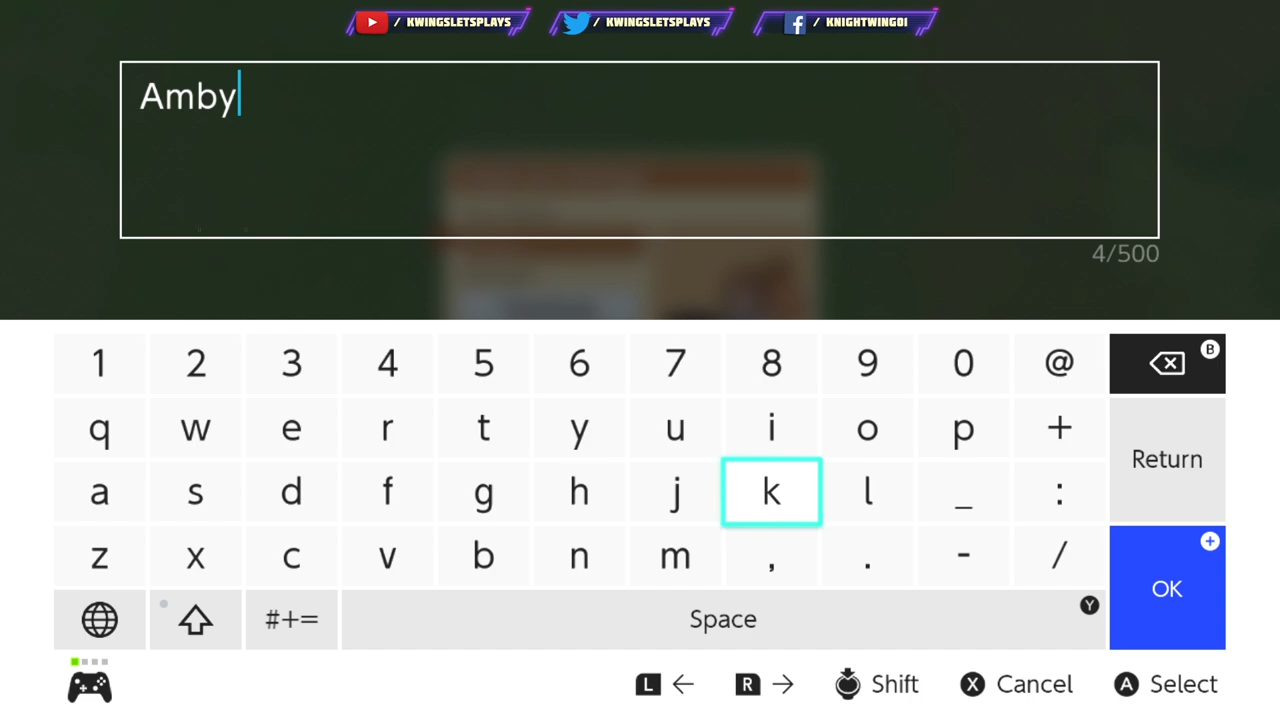 / KWINGSLETSPLAYS / KWINGSLETSPLAYS / KNIGHTWING01
Amby
4/500
1 2 3 4 5 6 7 8 9 0 @ B
q w e r t y u i o p +
Return
a s d f g h j k l _ :
z x c v b n m , . - / +
OK
#+= Space Y
L ← R → Shift X Cancel A Select